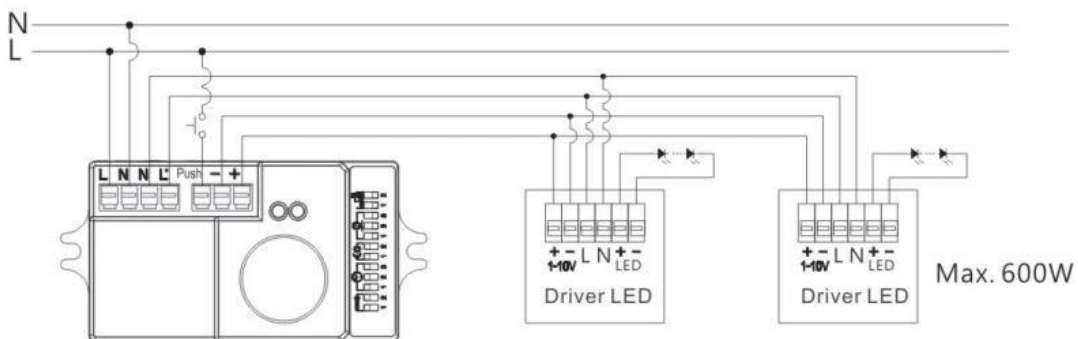 N
L
L N N L' Push - +
+ - L N + -
1-10V LED
Driver LED
+ - L N + -
1-10V LED
Driver LED
Max. 600W